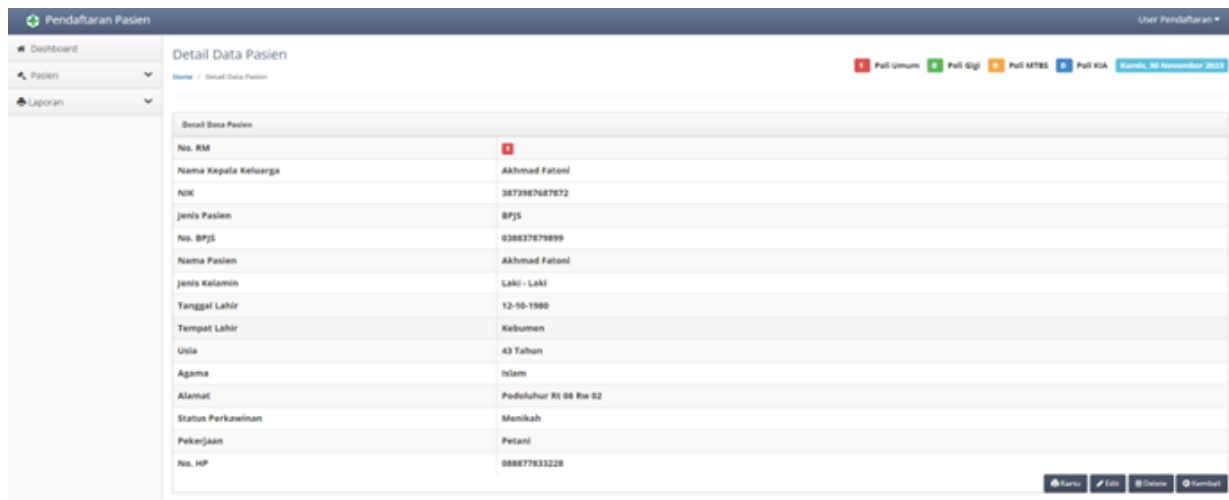 Pendaftaran Pasien
User Pendaftaran
Dashboard
Pasien
Laporan
Detail Data Pasien
Home / Detail Data Pasien
1 Poli Umum 0 Poli Gigi 0 Poli MTBS 0 Poli KIA Kamis, 30 November 2023
Detail Data Pasien
No. RM 1
Nama Kepala Keluarga Akhmad Fatoni
NIK 3873987687872
Jenis Pasien BPJS
No. BPJS 038837879899
Nama Pasien Akhmad Fatoni
Jenis Kelamin Laki - Laki
Tanggal Lahir 12-10-1980
Tempat Lahir Kebumen
Usia 43 Tahun
Agama Islam
Alamat Podoluhur Rt 08 Rw 02
Status Perkawinan Menikah
Pekerjaan Petani
No. HP 088877833228
Kartu Edit Delete Kembali